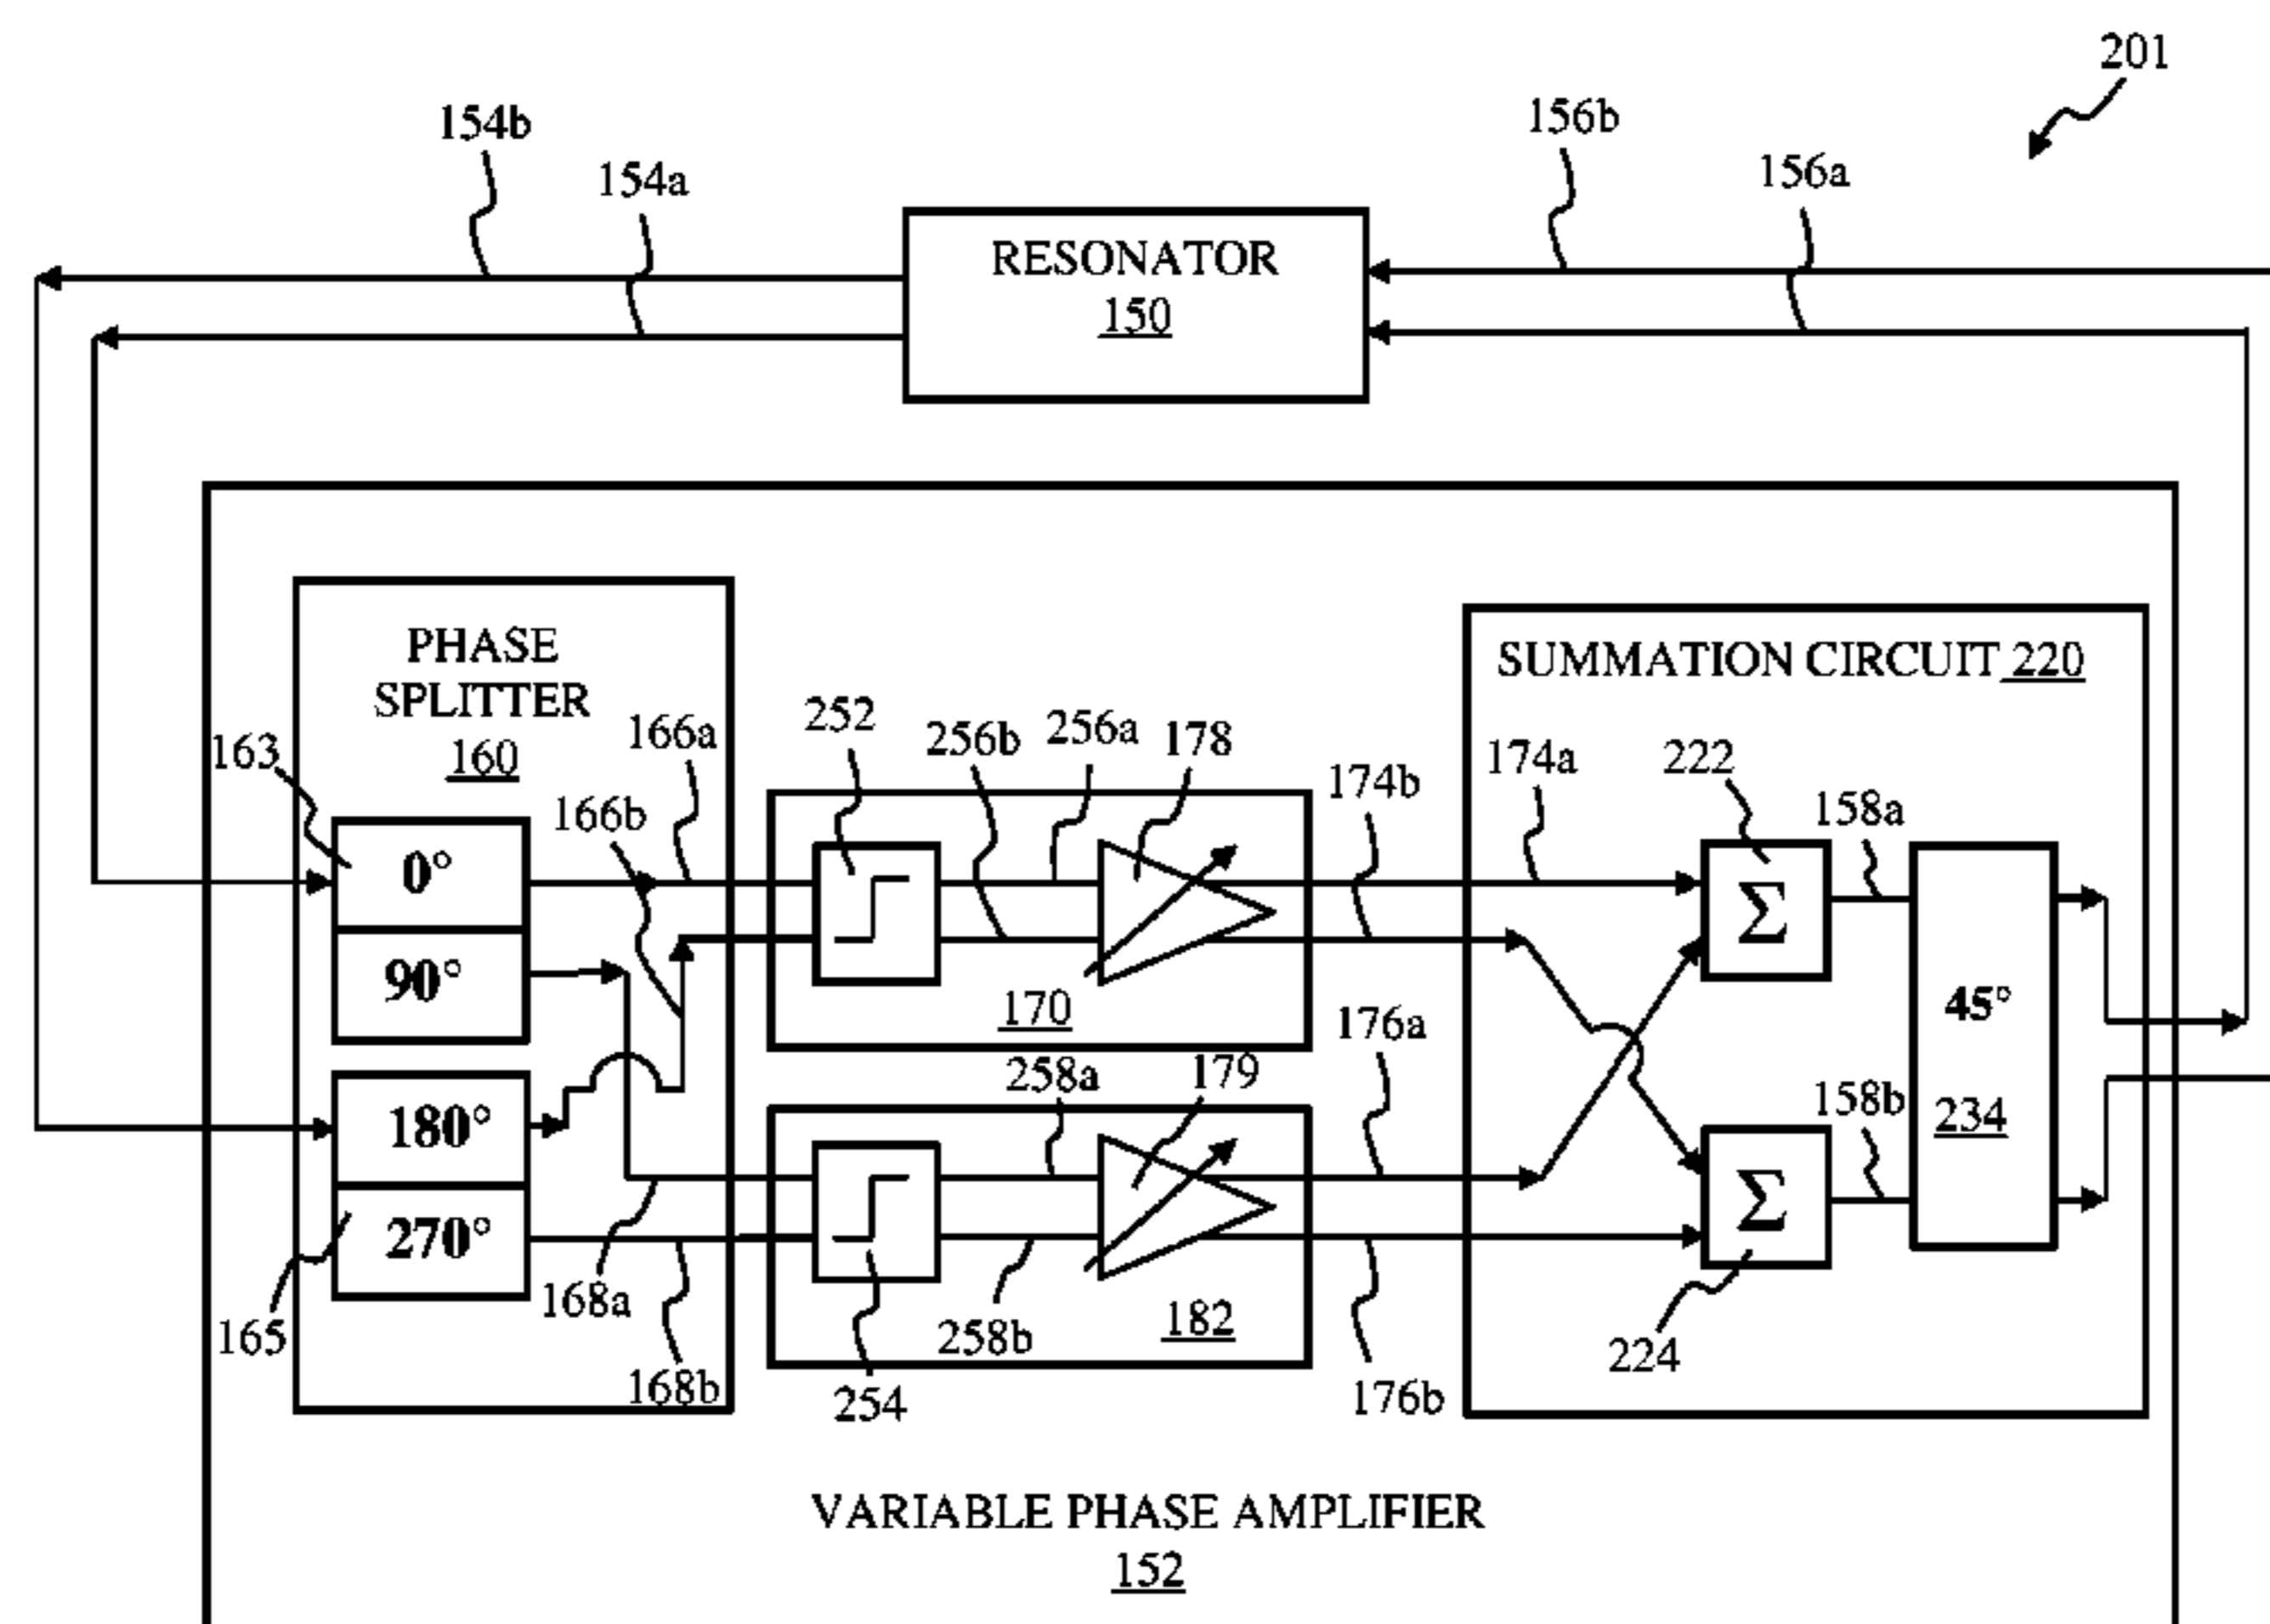 201
154b
156b
154a
156a
RESONATOR
150
PHASE
SPLITTER
160
SUMMATION CIRCUIT 220
163
166a
252
256b
256a
178
174b
174a
222
158a
166b
0°
Σ
90°
170
176a
45°
258a
179
158b
180°
234
Σ
270°
168a
165
168b
254
258b
182
176b
224
VARIABLE PHASE AMPLIFIER
152